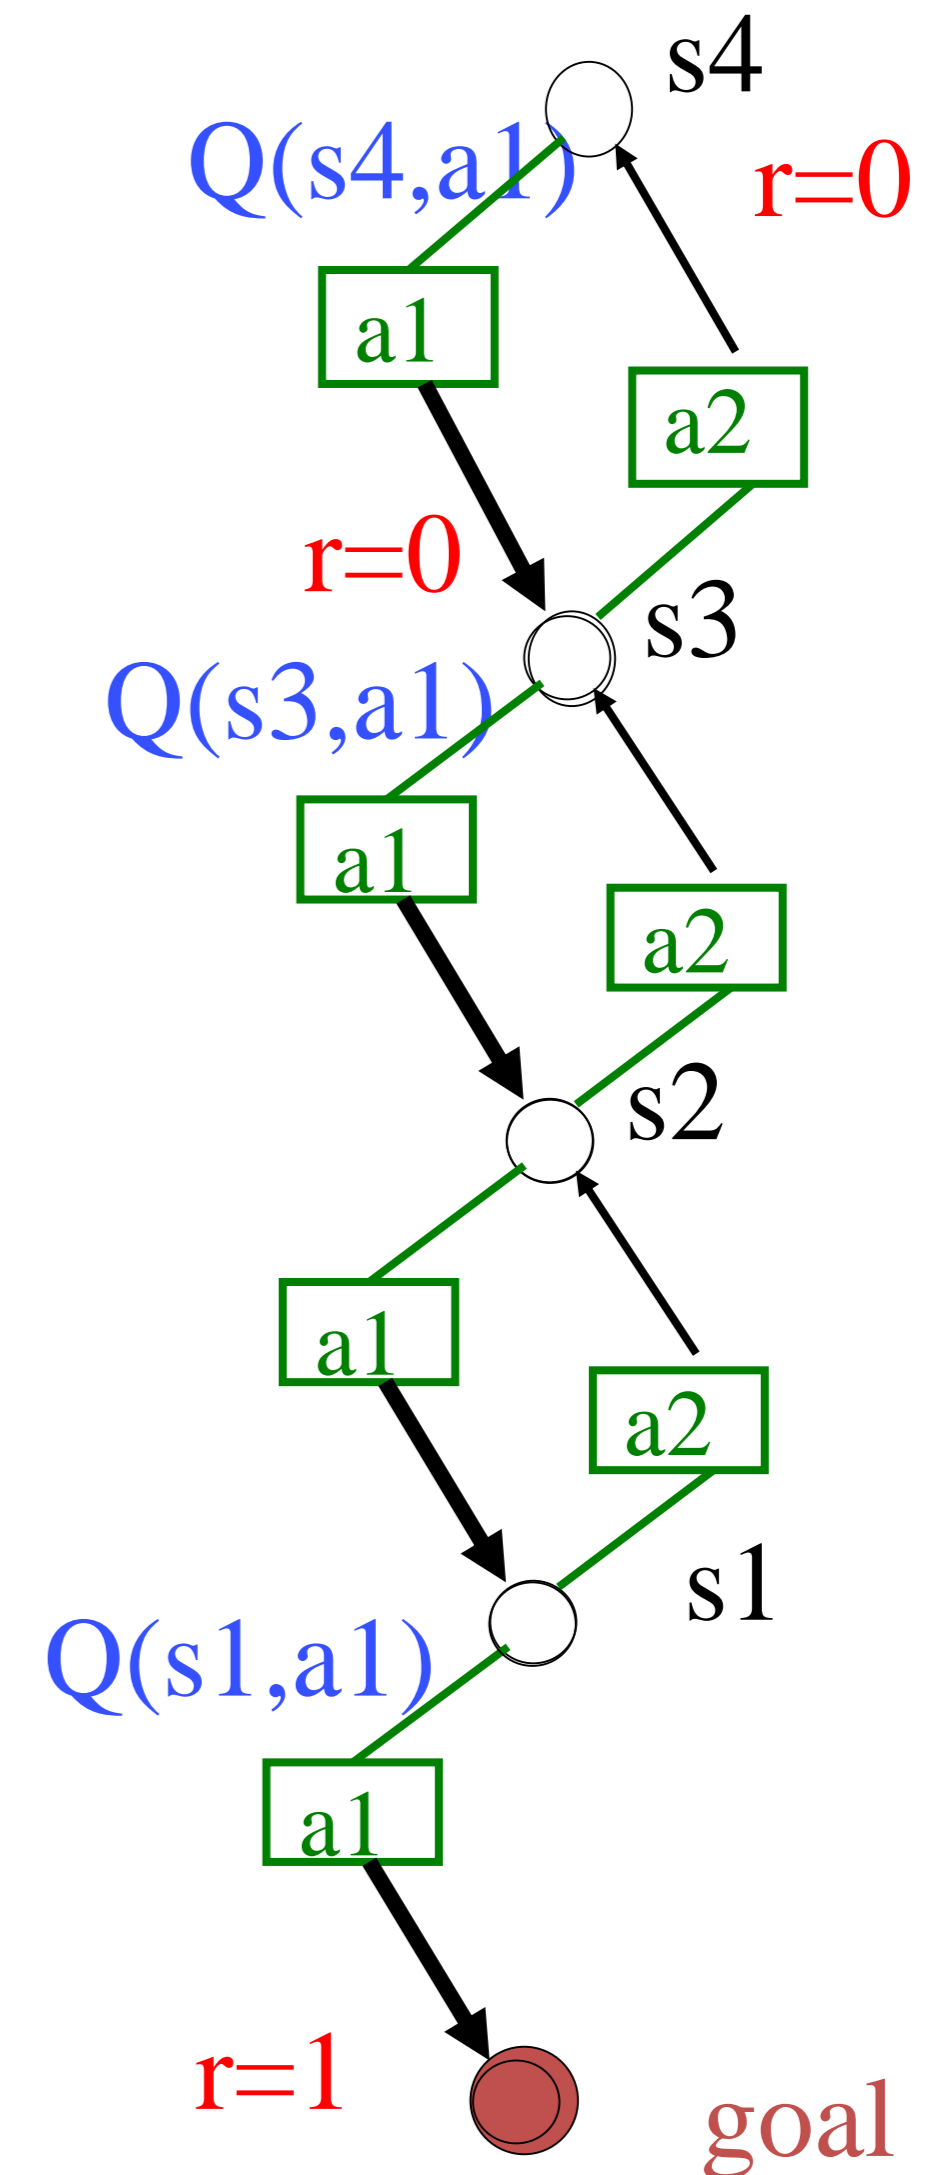 s4
Q(s4,a1)
r=0
a1
a2
r=0
s3
Q(s3,a1)
a1
a2
s2
a1
a2
s1
Q(s1,a1)
a1
r=1
goal